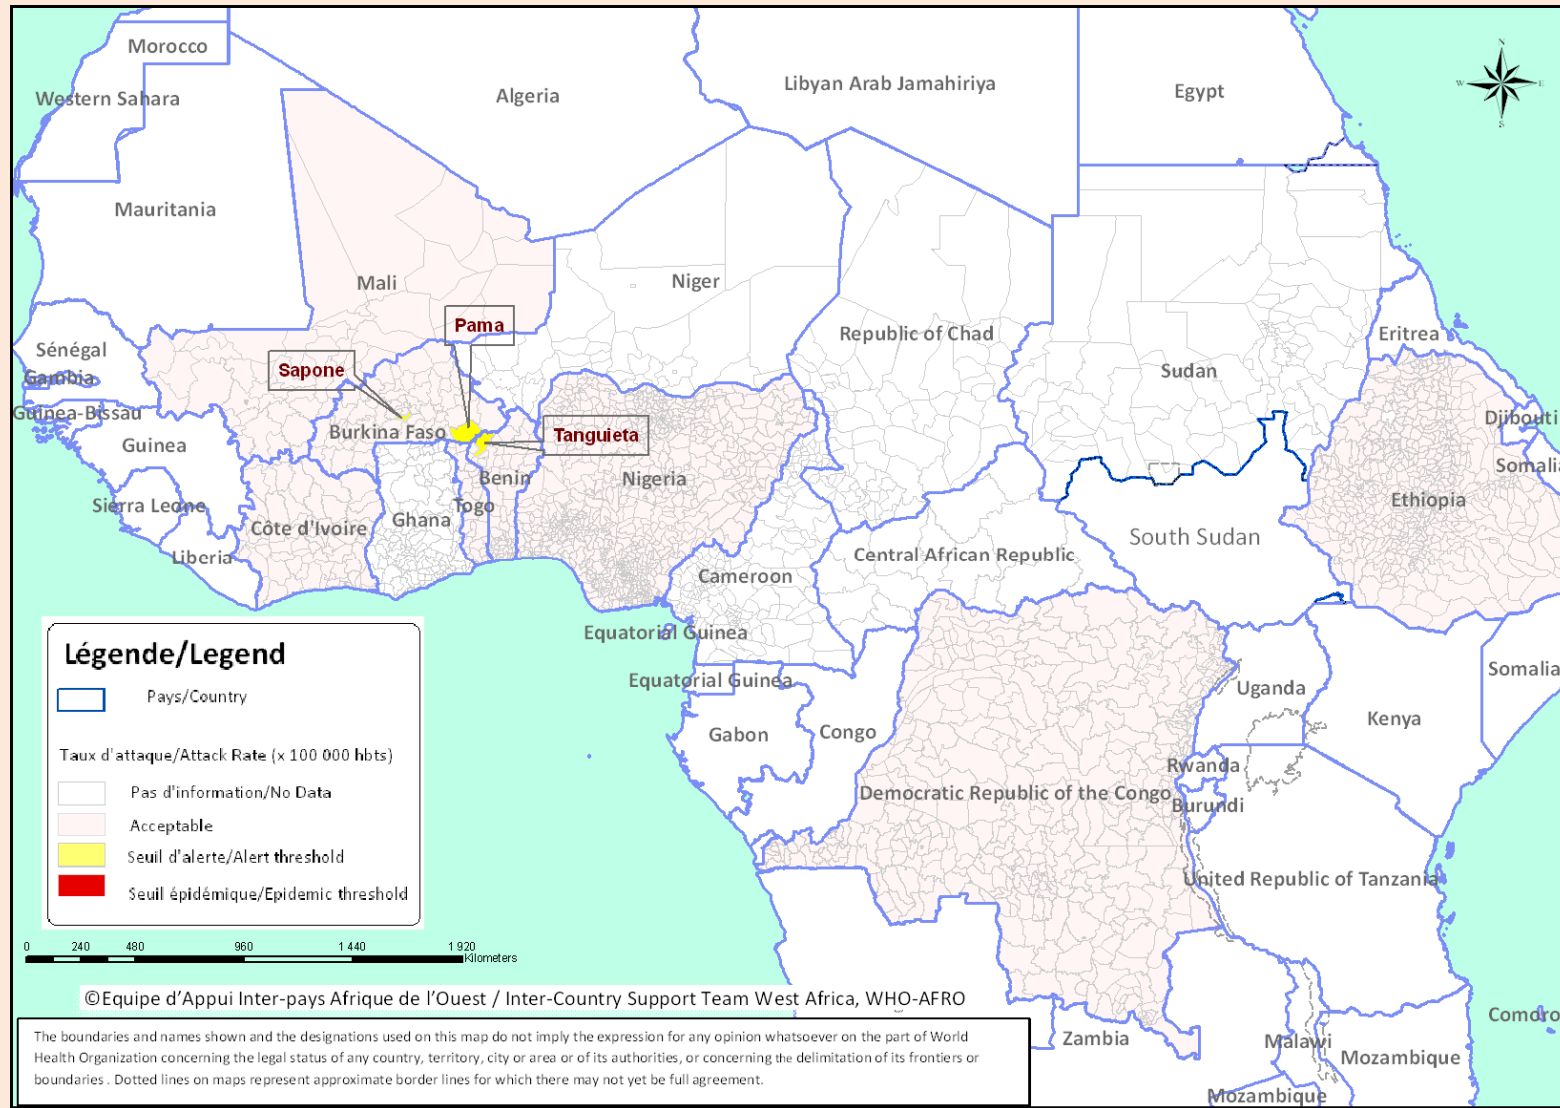 Morocco
Western Sahara
Algeria
Libyan Arab Jamahiriya
Egypt
N
W
E
S
Mauritania
Mali
Niger
Pama
Republic of Chad
Sudan
Eritrea
Sénégal
Gambia
Sapone
Guinea-Bissau
Guinea
Burkina Faso
Tanguieta
Djibouti
Somalia
Benin
Nigeria
Ethiopia
Sierra Leone
Togo
Ghana
Côte d'Ivoire
Liberia
South Sudan
Central African Republic
Cameroon
Equatorial Guinea
Equatorial Guinea
Gabon
Congo
Uganda
Somalia
Kenya
Rwanda
Democratic Republic of the Congo
Burundi
United Republic of Tanzania
Légende/Legend
Pays/Country
Taux d'attaque/Attack Rate (x 100 000 hbts)
Pas d'information/No Data
Acceptable
Seuil d'alerte/Alert threshold
Seuil épidémique/Epidemic threshold
0 240 480 960 1 440 1 920
Kilometers
©Equipe d'Appui Inter-pays Afrique de l'Ouest / Inter-Country Support Team West Africa, WHO-AFRO
Zambia
Malawi
Mozambique
Comoro
Mozambique
The boundaries and names shown and the designations used on this map do not imply the expression for any opinion whatsoever on the part of World
Health Organization concerning the legal status of any country, territory, city or area or of its authorities, or concerning the delimitation of its frontiers or
boundaries . Dotted lines on maps represent approximate border lines for which there may not yet be full agreement.